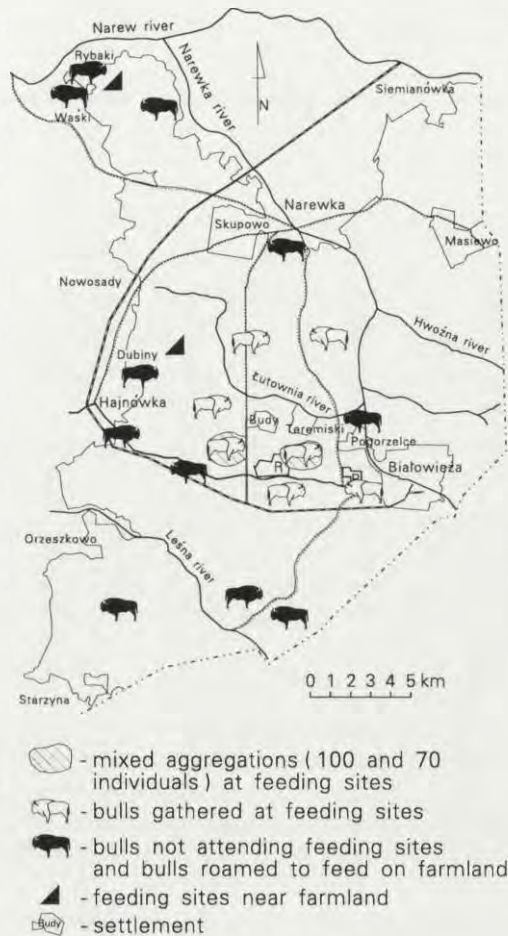 Narew river
Rybaki
Narewka river
N
Siemianówka
Waski
Narewka
Skupowo
Masiewo
Nowosady
Hwoźna river
Dubiny
Łutownia river
Hajnówka
Budy
Teremiski
Pogorzelce
R
Białowieża
P
Orzeszkowo
Leśna river
0 1 2 3 4 5 km
Starzyna
- mixed aggregations ( 100 and 70
individuals ) at feeding sites
- bulls gathered at feeding sites
- bulls not attending feeding sites
and bulls roamed to feed on farmland
- feeding sites near farmland
Budy - settlement